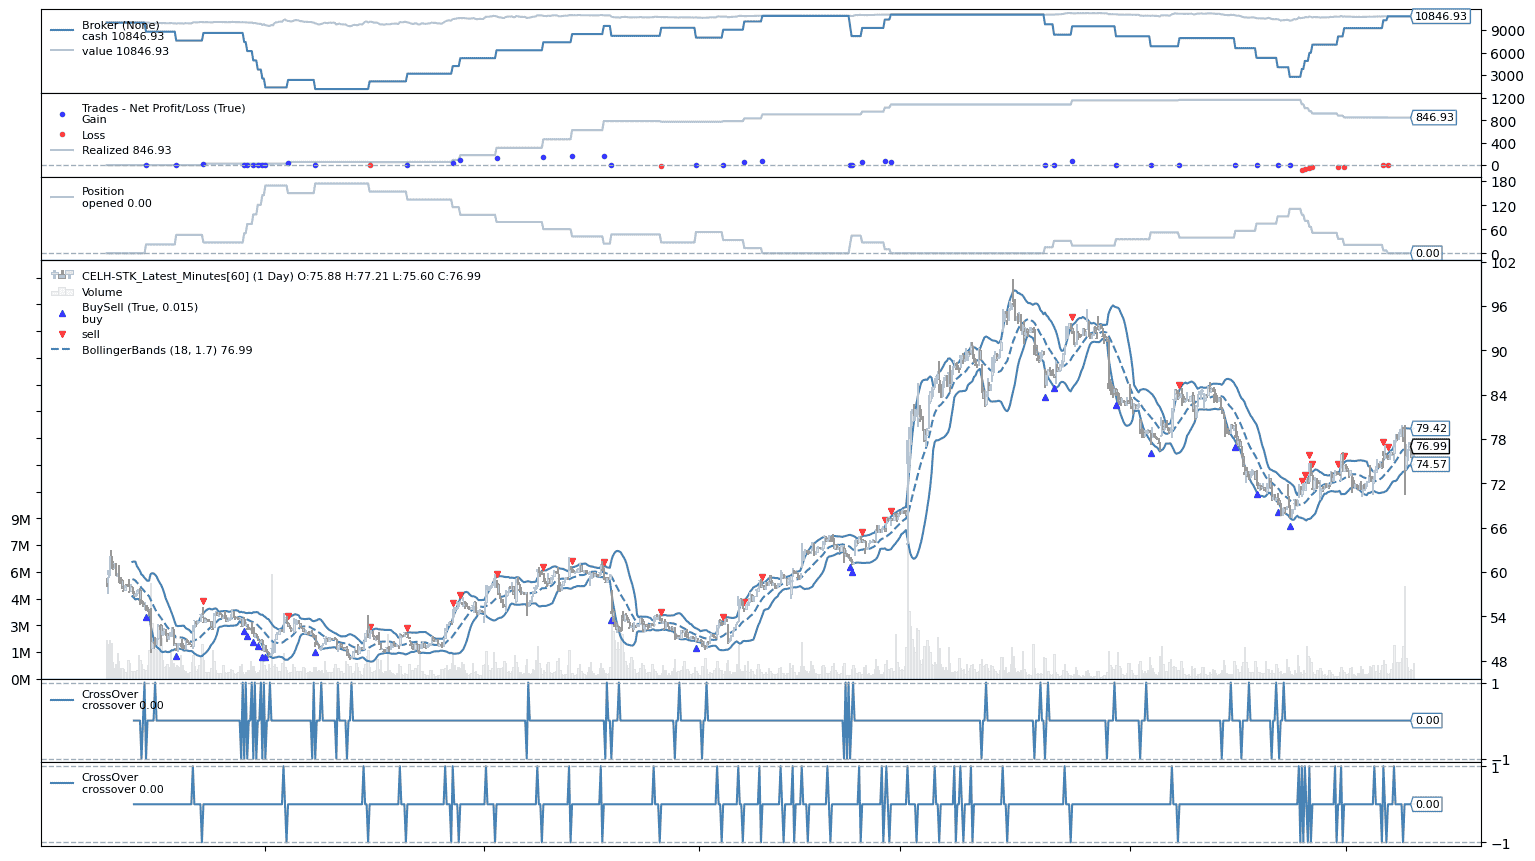 Broker (None)
cash 10846.93
value 10846.93
10846.93
9000
6000
3000
Trades - Net Profit/Loss (True)
Gain
Loss
Realized 846.93
1200
846.93
800
400
0
Position
opened 0.00
180
120
60
0
0.00
CELH-STK_Latest_Minutes[60] (1 Day) O:75.88 H:77.21 L:75.60 C:76.99
Volume
BuySell (True, 0.015)
buy
sell
BollingerBands (18, 1.7) 76.99
102
96
90
84
79.42
78
76.99
74.57
72
66
60
54
48
9M
7M
6M
4M
3M
1M
0M
CrossOver
crossover 0.00
1
0.00
−1
CrossOver
crossover 0.00
1
0.00
−1